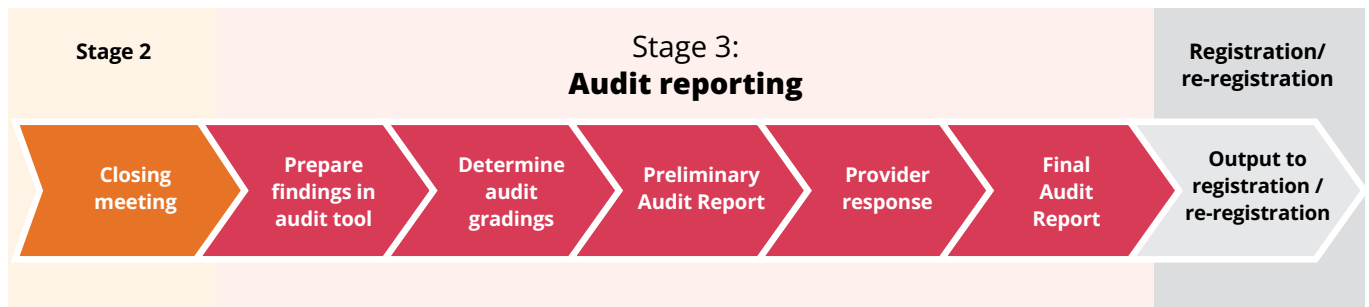 Stage 2
Stage 3:
Audit reporting
Registration/
re-registration
Closing
meeting
Prepare
findings in
audit tool
Determine
audit
gradings
Preliminary
Audit Report
Provider
response
Final
Audit
Report
Output to
registration /
re-registration